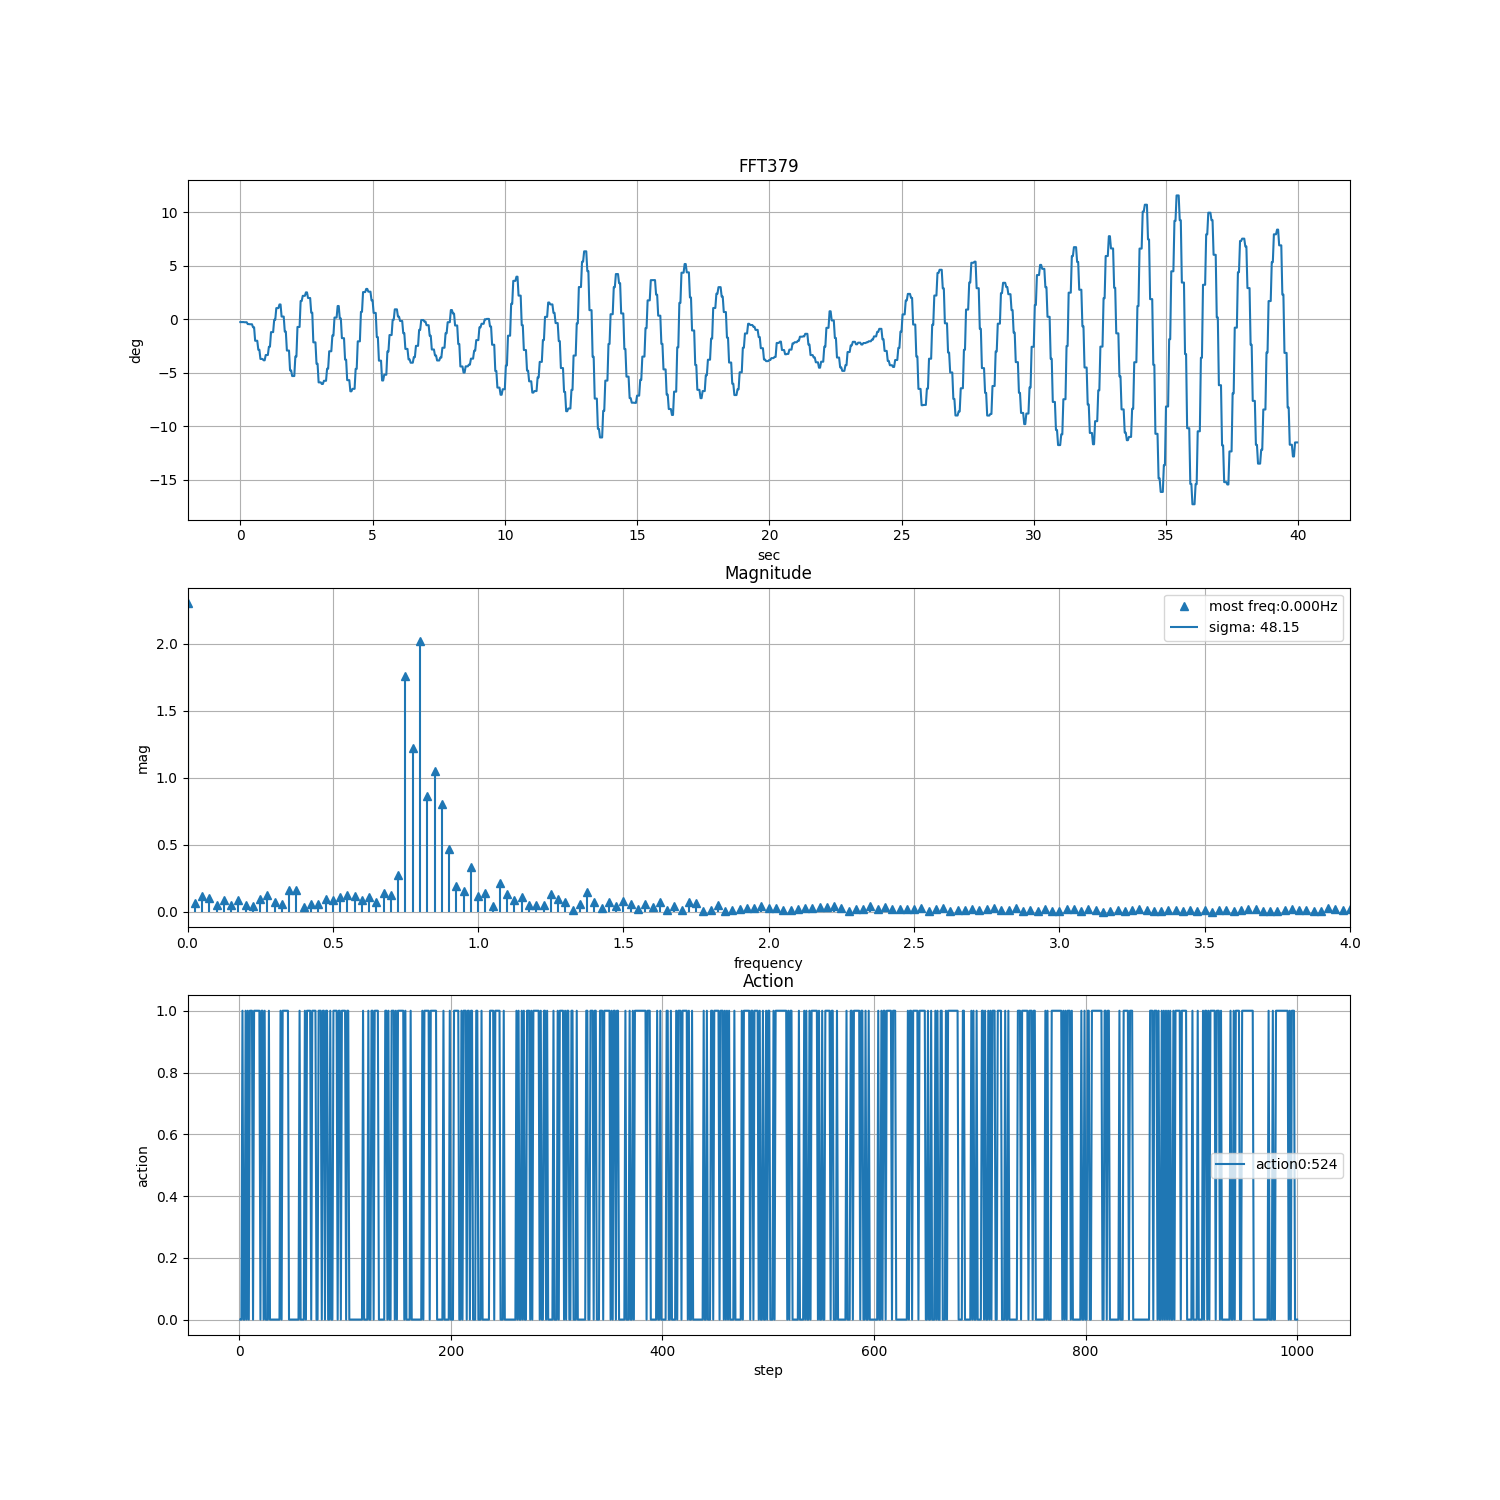 FFT379
10
5
0
−5
−10
−15
deg
0 5 10 15 20 25 30 35 40
sec
Magnitude
most freq:0.000Hz
sigma: 48.15
2.0
1.5
1.0
0.5
0.0
mag
0.0 0.5 1.0 1.5 2.0 2.5 3.0 3.5 4.0
frequency
Action
1.0
0.8
0.6
0.4
0.2
0.0
action
action0:524
0 200 400 600 800 1000
step